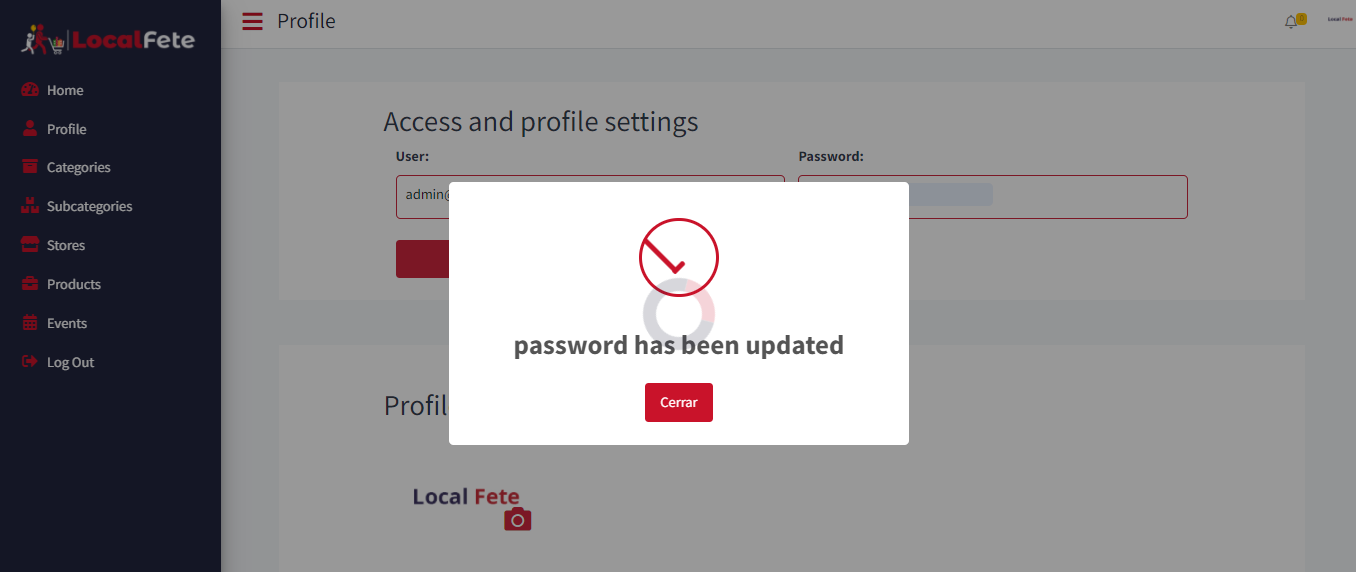 LocalFete
Profile
0
Local Fete
Home
Profile
Categories
Subcategories
Stores
Products
Events
Log Out
Access and profile settings
User:
Password:
admin@
password has been updated
Cerrar
Profil
Local Fete